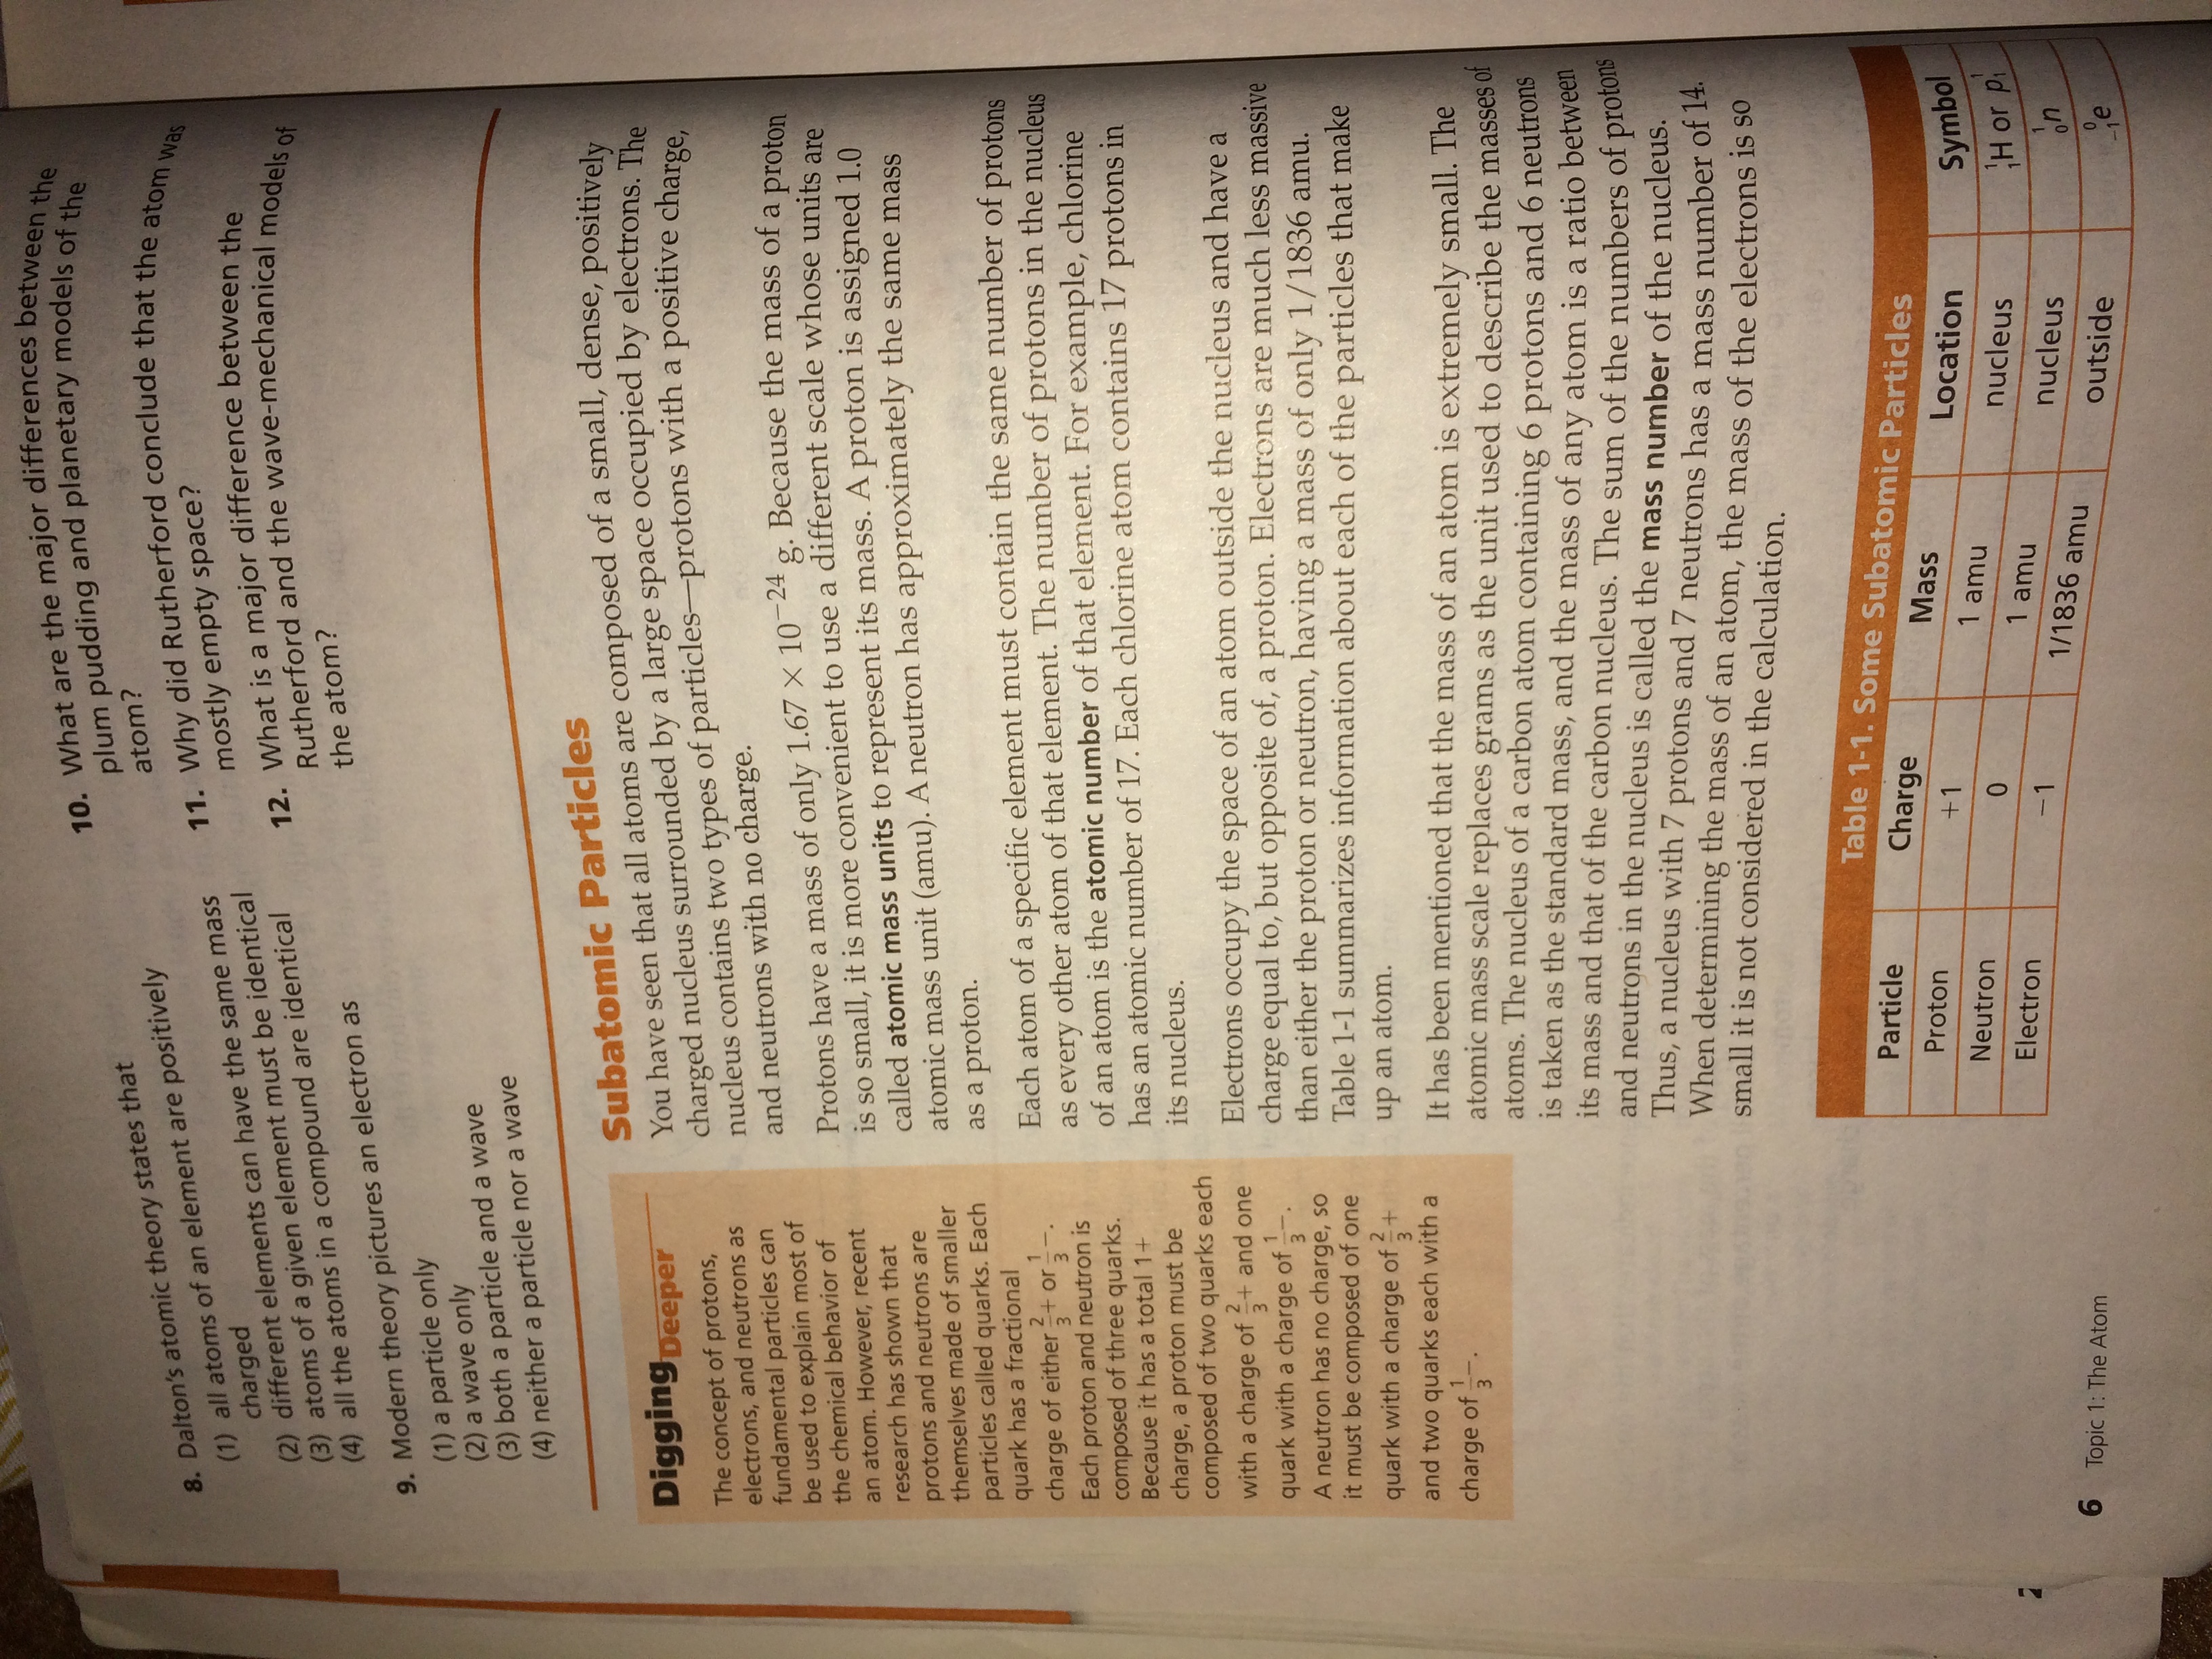 8. Dalton's atomic theory states that
(1) all atoms of an element are positively
charged
(2) different elements can have the same mass
(3) atoms of a given element must be identical
(4) all the atoms in a compound are identical
9. Modern theory pictures an electron as
(1) a particle only
(2) a wave only
(3) both a particle and a wave
(4) neither a particle nor a wave
10. What are the major differences between the
plum pudding and planetary models of the
atom?
11. Why did Rutherford conclude that the atom was
mostly empty space?
12. What is a major difference between the
Rutherford and the wave-mechanical models of
the atom?
Digging Deeper
The concept of protons,
electrons, and neutrons as
fundamental particles can
be used to explain most of
the chemical behavior of
an atom. However, recent
research has shown that
protons and neutrons are
themselves made of smaller
particles called quarks. Each
quark has a fractional
charge of either 2/3+ or 1/3−.
Each proton and neutron is
composed of three quarks.
Because it has a total 1+
charge, a proton must be
composed of two quarks each
with a charge of 2/3+ and one
quark with a charge of 1/3−.
A neutron has no charge, so
it must be composed of one
quark with a charge of 2/3+
and two quarks each with a
charge of 1/3−.
Subatomic Particles
You have seen that all atoms are composed of a small, dense, positively
charged nucleus surrounded by a large space occupied by electrons. The
nucleus contains two types of particles—protons with a positive charge,
and neutrons with no charge.
Protons have a mass of only 1.67 × 10⁻²⁴ g. Because the mass of a proton
is so small, it is more convenient to use a different scale whose units are
called atomic mass units to represent its mass. A proton is assigned 1.0
atomic mass unit (amu). A neutron has approximately the same mass
as a proton.
Each atom of a specific element must contain the same number of protons
as every other atom of that element. The number of protons in the nucleus
of an atom is the atomic number of that element. For example, chlorine
has an atomic number of 17. Each chlorine atom contains 17 protons in
its nucleus.
Electrons occupy the space of an atom outside the nucleus and have a
charge equal to, but opposite of, a proton. Electrons are much less massive
than either the proton or neutron, having a mass of only 1/1836 amu.
Table 1-1 summarizes information about each of the particles that make
up an atom.
It has been mentioned that the mass of an atom is extremely small. The
atomic mass scale replaces grams as the unit used to describe the masses of
atoms. The nucleus of a carbon atom containing 6 protons and 6 neutrons
is taken as the standard mass, and the mass of any atom is a ratio between
its mass and that of the carbon nucleus. The sum of the numbers of protons
and neutrons in the nucleus is called the mass number of the nucleus.
Thus, a nucleus with 7 protons and 7 neutrons has a mass number of 14.
When determining the mass of an atom, the mass of the electrons is so
small it is not considered in the calculation.
Table 1-1. Some Subatomic Particles
Particle Charge Mass Location Symbol
Proton +1 1 amu nucleus ¹₁H or p¹₁
Neutron 0 1 amu nucleus ¹₀n
Electron −1 1/1836 amu outside ⁰₋₁e
6 Topic 1: The Atom